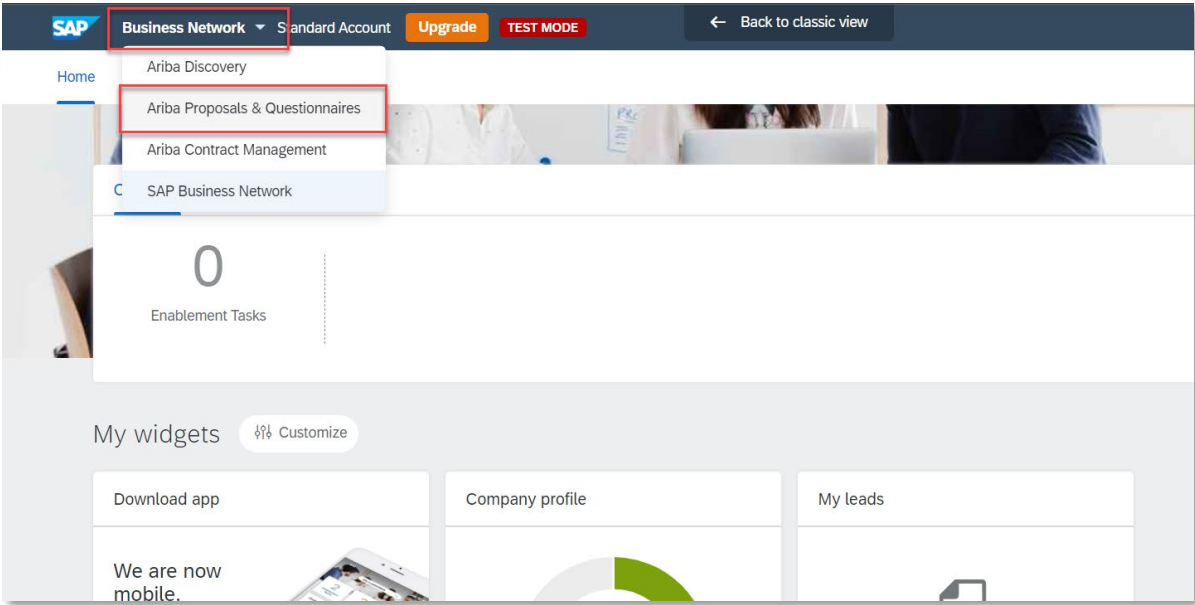 SAP Business Network Standard Account Upgrade TEST MODE ← Back to classic view
Home
Ariba Discovery
Ariba Proposals & Questionnaires
Ariba Contract Management
SAP Business Network
0
Enablement Tasks
My widgets Customize
Download app Company profile My leads
We are now
mobile.